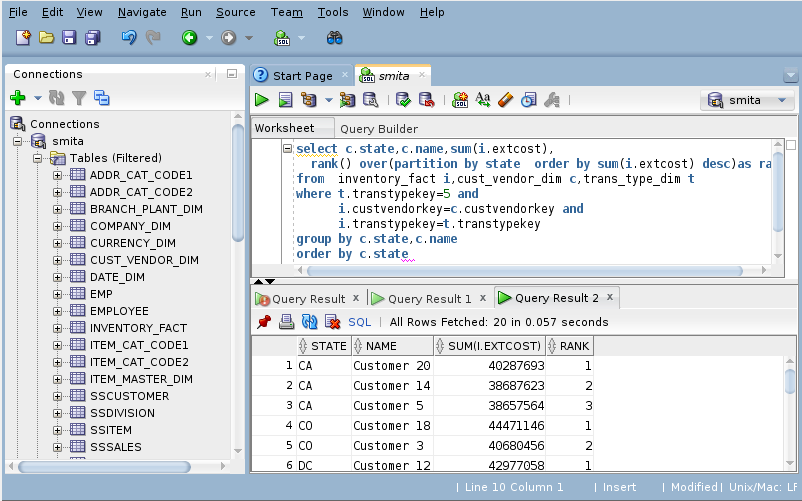 File Edit View Navigate Run Source Team Tools Window Help
SQL
Connections
Connections
smita
Tables (Filtered)
ADDR_CAT_CODE1
ADDR_CAT_CODE2
BRANCH_PLANT_DIM
COMPANY_DIM
CURRENCY_DIM
CUST_VENDOR_DIM
DATE_DIM
EMP
EMPLOYEE
INVENTORY_FACT
ITEM_CAT_CODE1
ITEM_CAT_CODE2
ITEM_MASTER_DIM
SSCUSTOMER
SSDIVISION
SSITEM
SSSALES
Start Page smita
SQL Aa smita
Worksheet Query Builder
select c.state,c.name,sum(i.extcost),
rank() over(partition by state  order by sum(i.extcost) desc)as ra
from  inventory_fact i,cust_vendor_dim c,trans_type_dim t
where t.transtypekey=5 and
i.custvendorkey=c.custvendorkey and
i.transtypekey=t.transtypekey
group by c.state,c.name
order by c.state
Query Result x Query Result 1 x Query Result 2 x
SQL | All Rows Fetched: 20 in 0.057 seconds
STATE NAME SUM(I.EXTCOST) RANK
1 CA Customer 20 40287693 1
2 CA Customer 14 38687623 2
3 CA Customer 5 38657564 3
4 CO Customer 18 44471146 1
5 CO Customer 3 40680456 2
6 DC Customer 12 42977058 1
| Line 10 Column 1 | Insert | Modified | Unix/Mac: LF